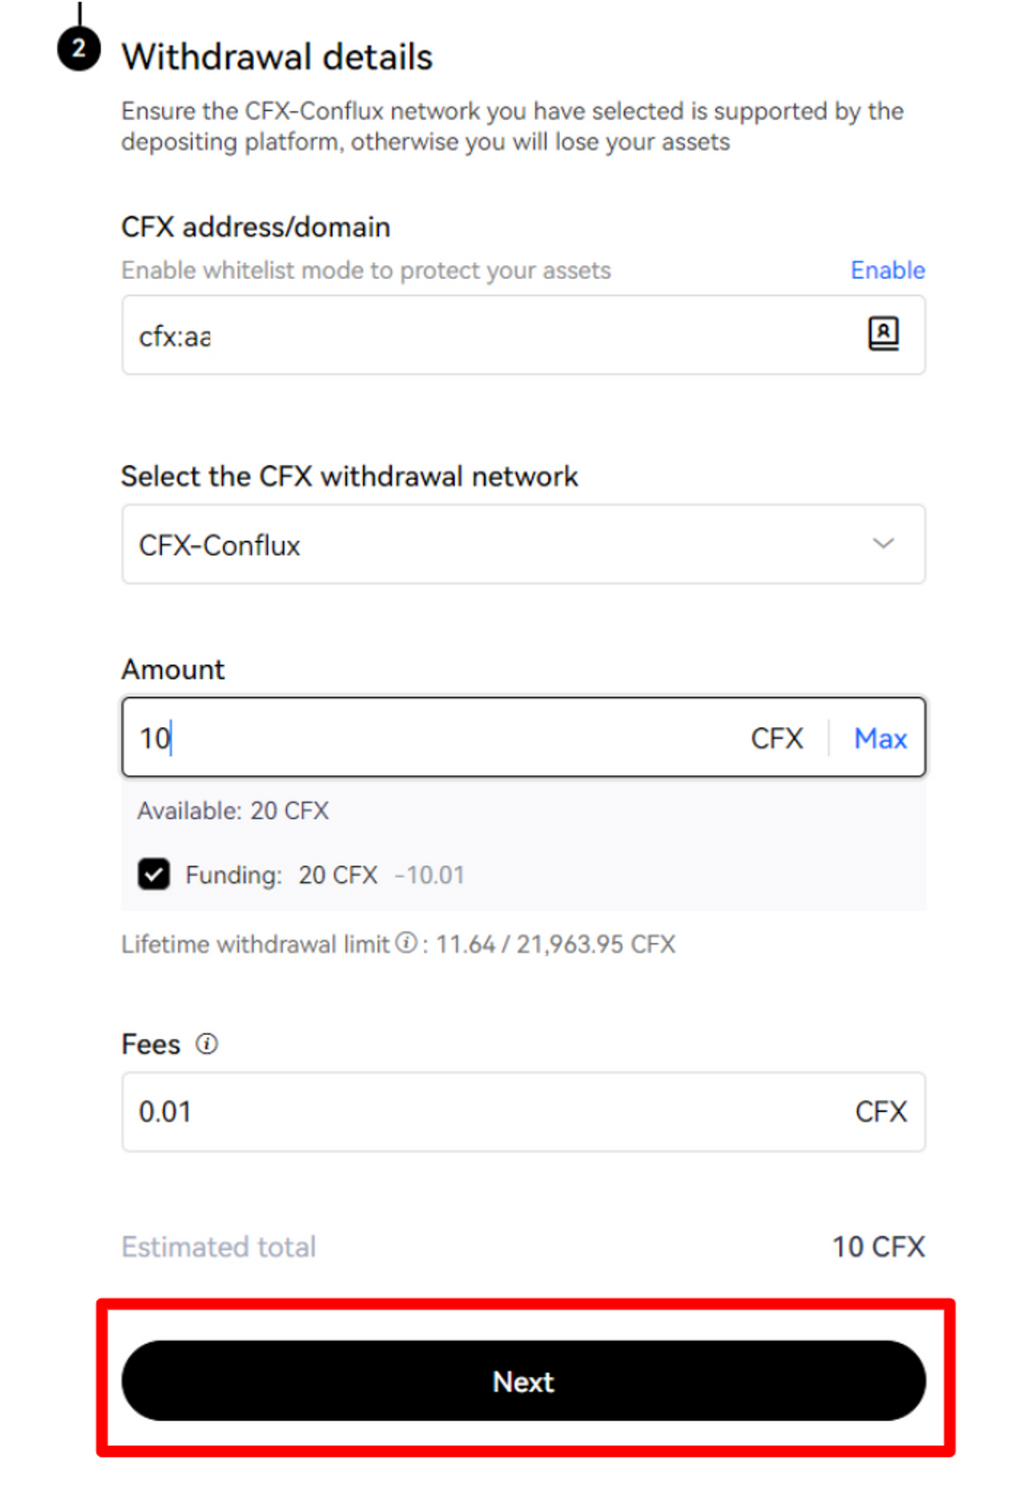 2
Withdrawal details
Ensure the CFX-Conflux network you have selected is supported by the
depositing platform, otherwise you will lose your assets
CFX address/domain
Enable whitelist mode to protect your assets Enable
cfx:aa
Select the CFX withdrawal network
CFX-Conflux
Amount
10 CFX Max
Available: 20 CFX
Funding: 20 CFX -10.01
Lifetime withdrawal limit : 11.64 / 21,963.95 CFX
Fees
0.01 CFX
Estimated total 10 CFX
Next